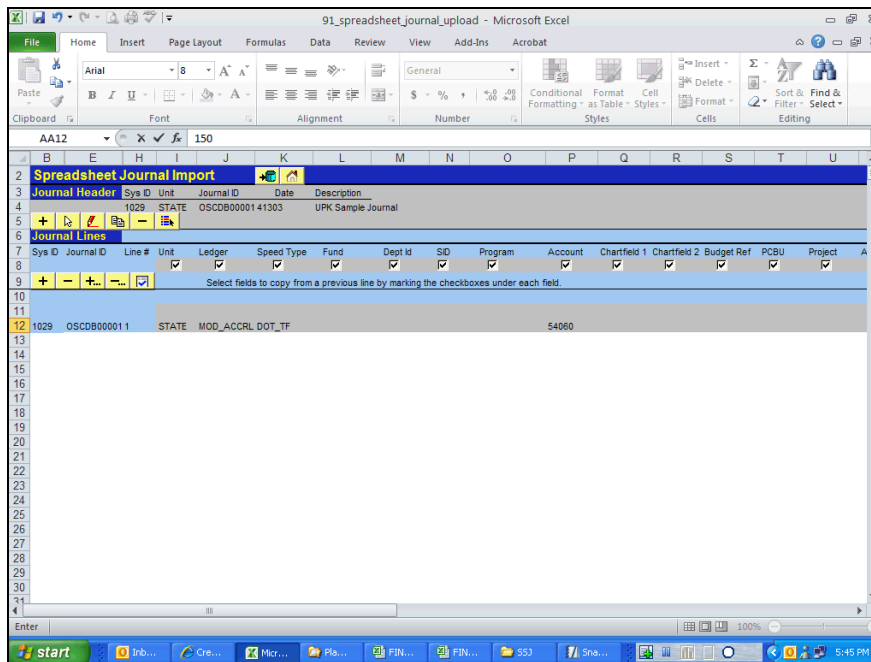 91_spreadsheet_journal_upload - Microsoft Excel
File Home Insert Page Layout Formulas Data Review View Add-Ins Acrobat
Paste
Arial 8 A A
B I U A
General
$ % , .00 .00
Conditional Formatting Format as Table Cell Styles
Insert
Delete
Format
Σ
Sort & Filter Find & Select
Clipboard Font Alignment Number Styles Cells Editing
AA12 fx 150
B E H I J K L M N O P Q R S T U
2 Spreadsheet Journal Import
3 Journal Header Sys ID Unit Journal ID Date Description
4 1029 STATE OSCDB00001 41303 UPK Sample Journal
5 + −
6 Journal Lines
7 Sys ID Journal ID Line # Unit Ledger Speed Type Fund Dept Id SID Program Account Chartfield 1 Chartfield 2 Budget Ref PCBU Project A
8
9 + − +... −... Select fields to copy from a previous line by marking the checkboxes under each field.
10
11
12 1029 OSCDB00001 1 STATE MOD_ACCRL DOT_TF 54060
13
14
15
16
17
18
19
20
21
22
23
24
25
26
27
28
29
30
31
Enter 100%
start Inb... Cre... Micr... Pla... FIN... FIN... SSJ Sna... 5:45 PM